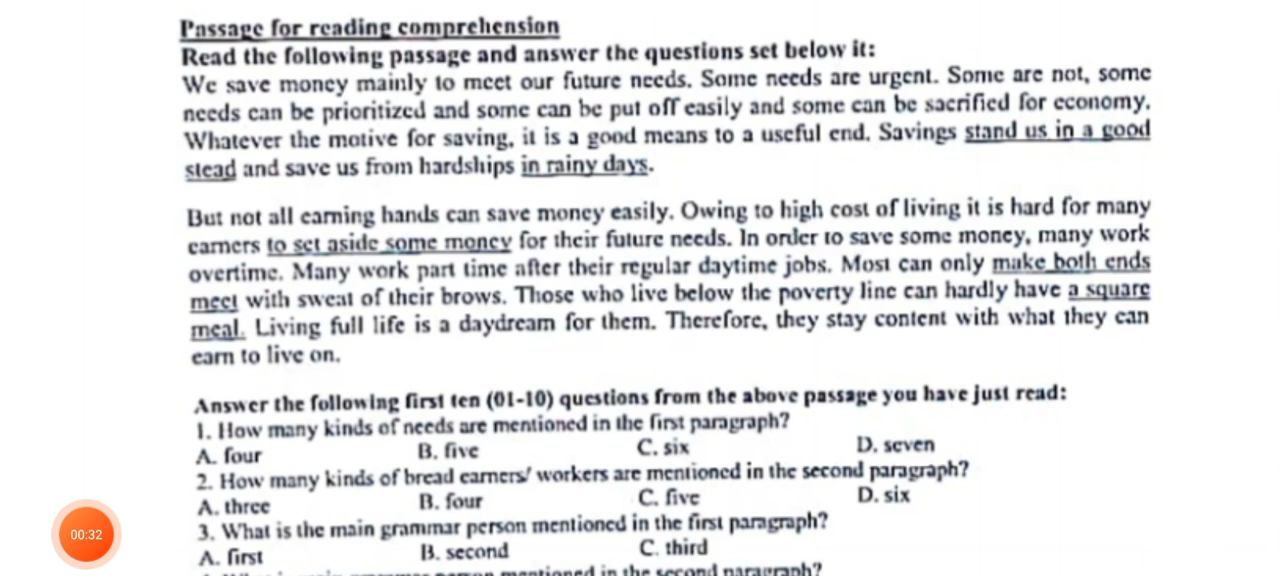 Passage for reading comprehension
Read the following passage and answer the questions set below it:
We save money mainly to meet our future needs. Some needs are urgent. Some are not, some
needs can be prioritized and some can be put off easily and some can be sacrified for economy.
Whatever the motive for saving, it is a good means to a useful end. Savings stand us in a good
stead and save us from hardships in rainy days.
But not all earning hands can save money easily. Owing to high cost of living it is hard for many
earners to set aside some money for their future needs. In order to save some money, many work
overtime. Many work part time after their regular daytime jobs. Most can only make both ends
meet with sweat of their brows. Those who live below the poverty line can hardly have a square
meal. Living full life is a daydream for them. Therefore, they stay content with what they can
earn to live on.
Answer the following first ten (01-10) questions from the above passage you have just read:
1. How many kinds of needs are mentioned in the first paragraph?
A. four B. five C. six D. seven
2. How many kinds of bread earners/ workers are mentioned in the second paragraph?
A. three B. four C. five D. six
3. What is the main grammar person mentioned in the first paragraph?
A. first B. second C. third
person mentioned in the second paragraph?
00:32